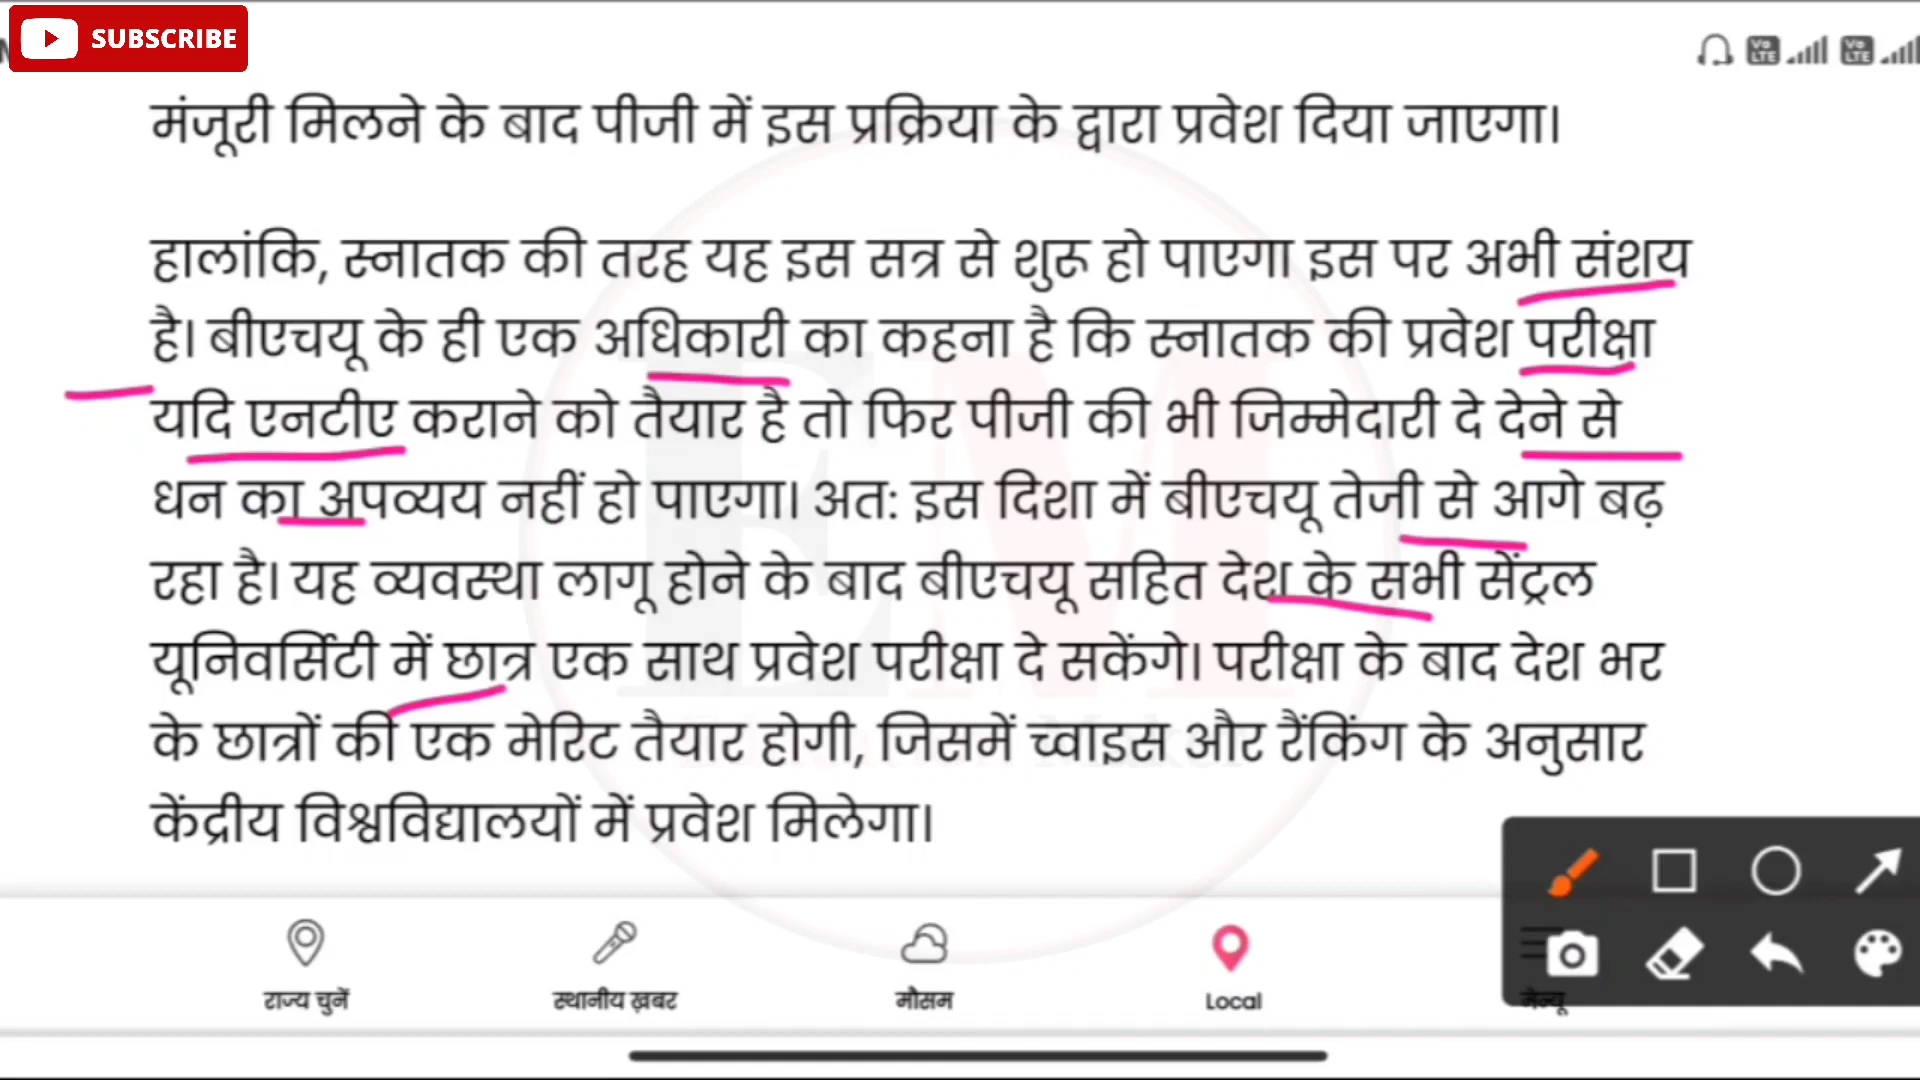 SUBSCRIBE
मंजूरी मिलने के बाद पीजी में इस प्रक्रिया के द्वारा प्रवेश दिया जाएगा।
हालांकि, स्नातक की तरह यह इस सत्र से शुरू हो पाएगा इस पर अभी संशय
है। बीएचयू के ही एक अधिकारी का कहना है कि स्नातक की प्रवेश परीक्षा
यदि एनटीए कराने को तैयार है तो फिर पीजी की भी जिम्मेदारी दे देने से
धन का अपव्यय नहीं हो पाएगा। अत: इस दिशा में बीएचयू तेजी से आगे बढ़
रहा है। यह व्यवस्था लागू होने के बाद बीएचयू सहित देश के सभी सेंट्रल
यूनिवर्सिटी में छात्र एक साथ प्रवेश परीक्षा दे सकेंगे। परीक्षा के बाद देश भर
के छात्रों की एक मेरिट तैयार होगी, जिसमें च्वाइस और रैंकिंग के अनुसार
केंद्रीय विश्वविद्यालयों में प्रवेश मिलेगा।
EM
राज्य चुनें स्थानीय ख़बर मौसम Local मेन्यू